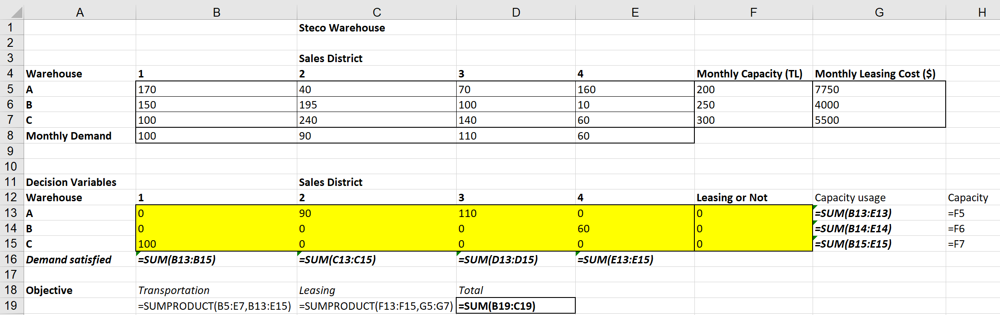 A B C D E F G H
1 Steco Warehouse
2
3 Sales District
4 Warehouse 1 2 3 4 Monthly Capacity (TL) Monthly Leasing Cost ($)
5 A 170 40 70 160 200 7750
6 B 150 195 100 10 250 4000
7 C 100 240 140 60 300 5500
8 Monthly Demand 100 90 110 60
9
10
11 Decision Variables Sales District
12 Warehouse 1 2 3 4 Leasing or Not Capacity usage Capacity
13 A 0 90 110 0 0 =SUM(B13:E13) =F5
14 B 0 0 0 60 0 =SUM(B14:E14) =F6
15 C 100 0 0 0 0 =SUM(B15:E15) =F7
16 Demand satisfied =SUM(B13:B15) =SUM(C13:C15) =SUM(D13:D15) =SUM(E13:E15)
17
18 Objective Transportation Leasing Total
19 =SUMPRODUCT(B5:E7,B13:E15) =SUMPRODUCT(F13:F15,G5:G7) =SUM(B19:C19)